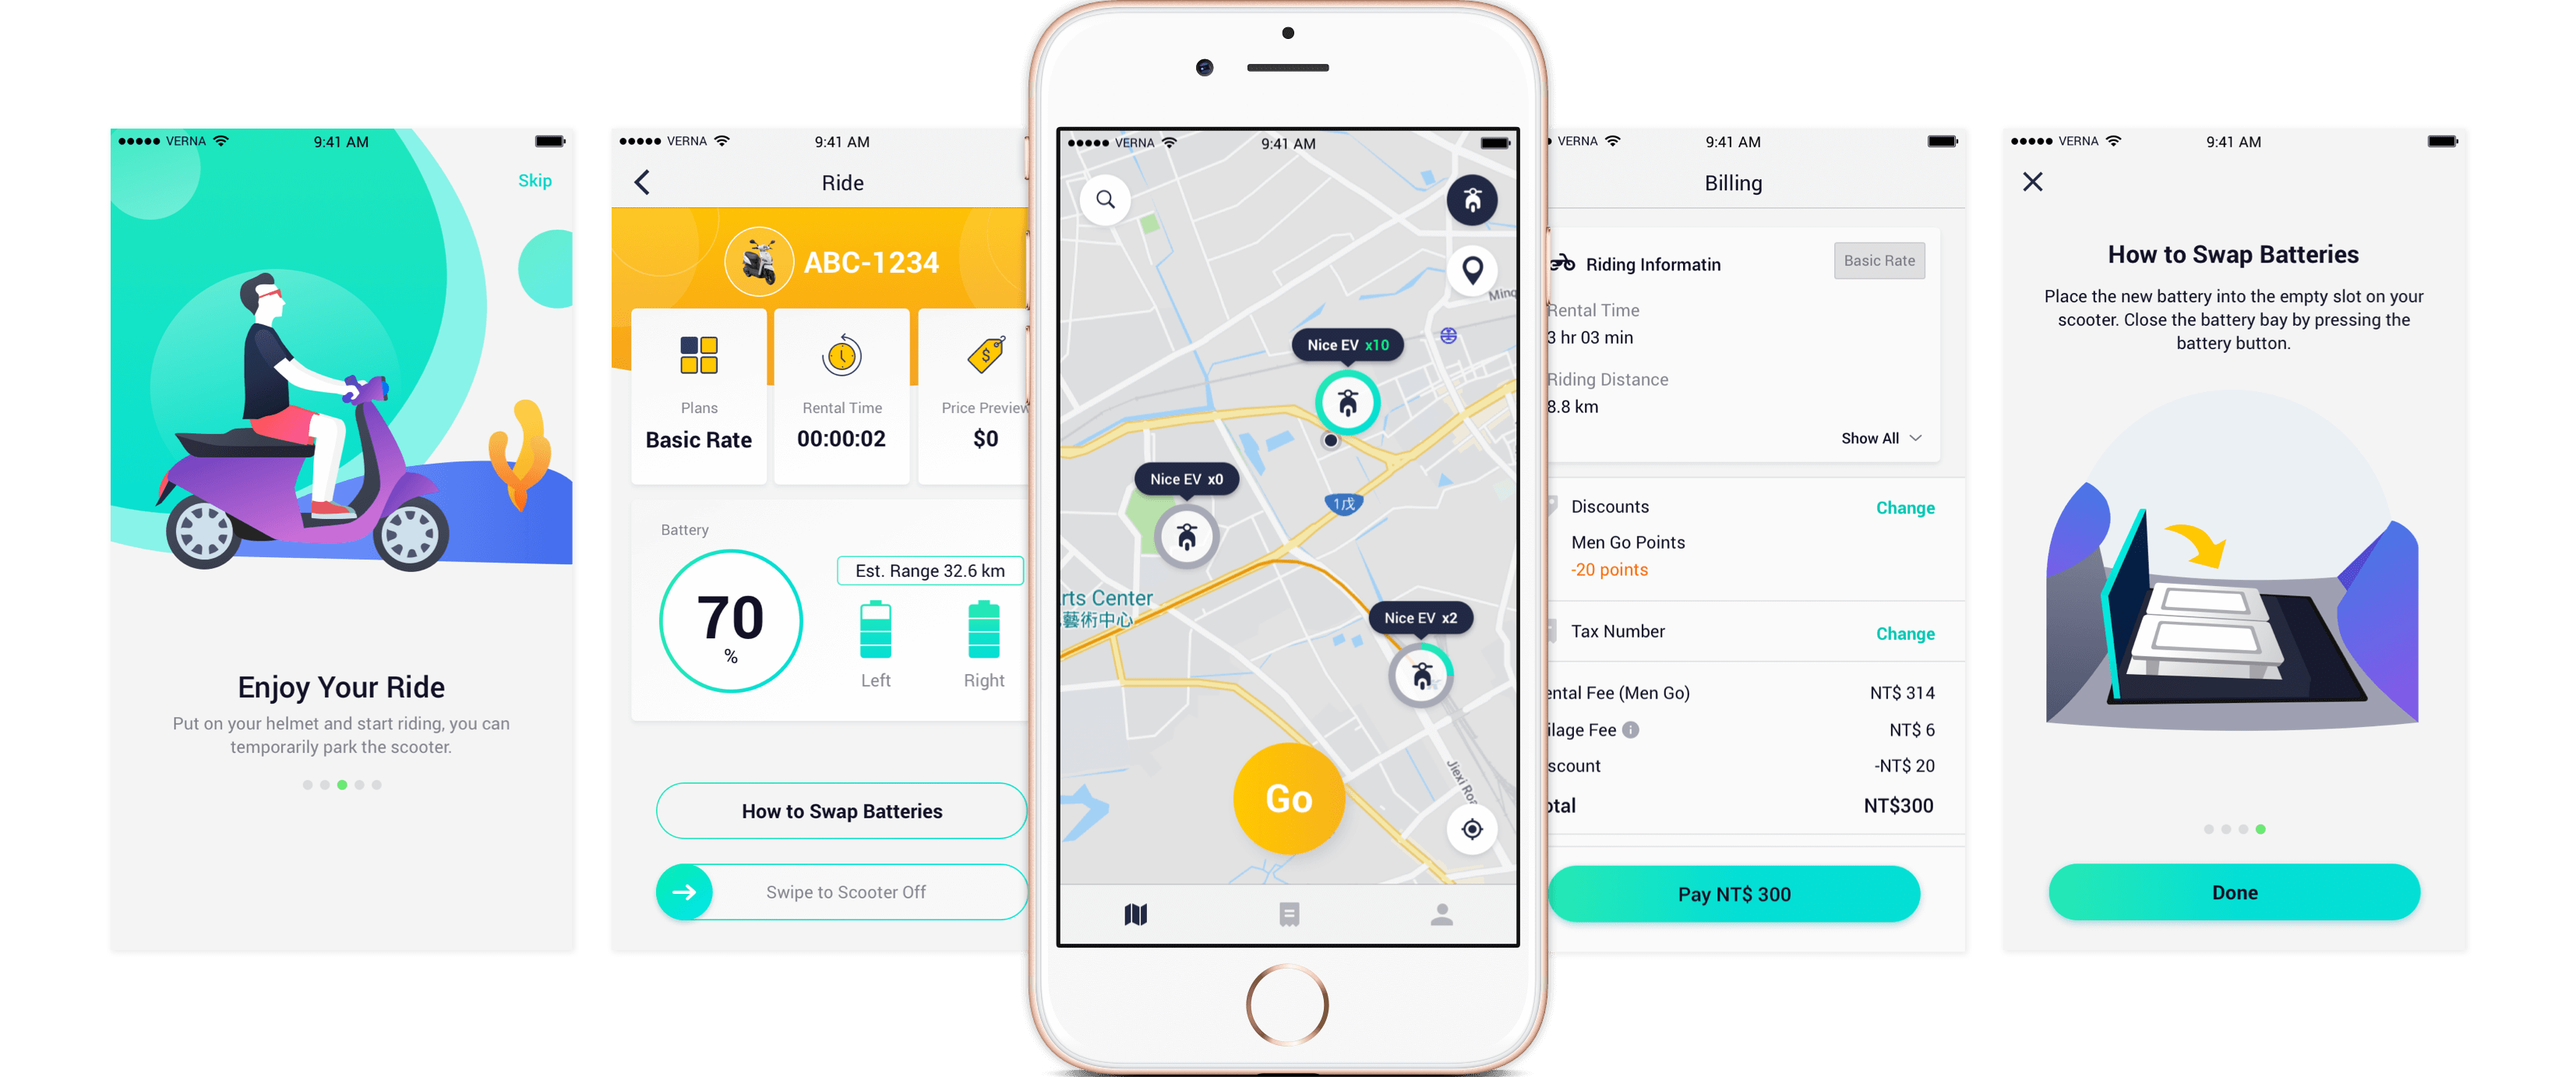 VERNA
9:41 AM
Skip
Enjoy Your Ride
Put on your helmet and start riding, you can
temporarily park the scooter.
VERNA
9:41 AM
Ride
ABC-1234
Plans
Basic Rate
Rental Time
00:00:02
Price Preview
$0
Battery
70
%
Est. Range 32.6 km
Left
Right
How to Swap Batteries
Swipe to Scooter Off
VERNA
9:41 AM
Ming
Nice EV x10
Nice EV x0
1戊
rts Center
藝術中心
Nice EV x2
Jiexi Roa
Go
VERNA
9:41 AM
Billing
Riding Informatin
Basic Rate
Rental Time
3 hr 03 min
Riding Distance
8.8 km
Show All
Discounts
Change
Men Go Points
-20 points
Tax Number
Change
ental Fee (Men Go)
NT$ 314
ilage Fee
NT$ 6
scount
-NT$ 20
otal
NT$300
Pay NT$ 300
VERNA
9:41 AM
How to Swap Batteries
Place the new battery into the empty slot on your
scooter. Close the battery bay by pressing the
battery button.
Done